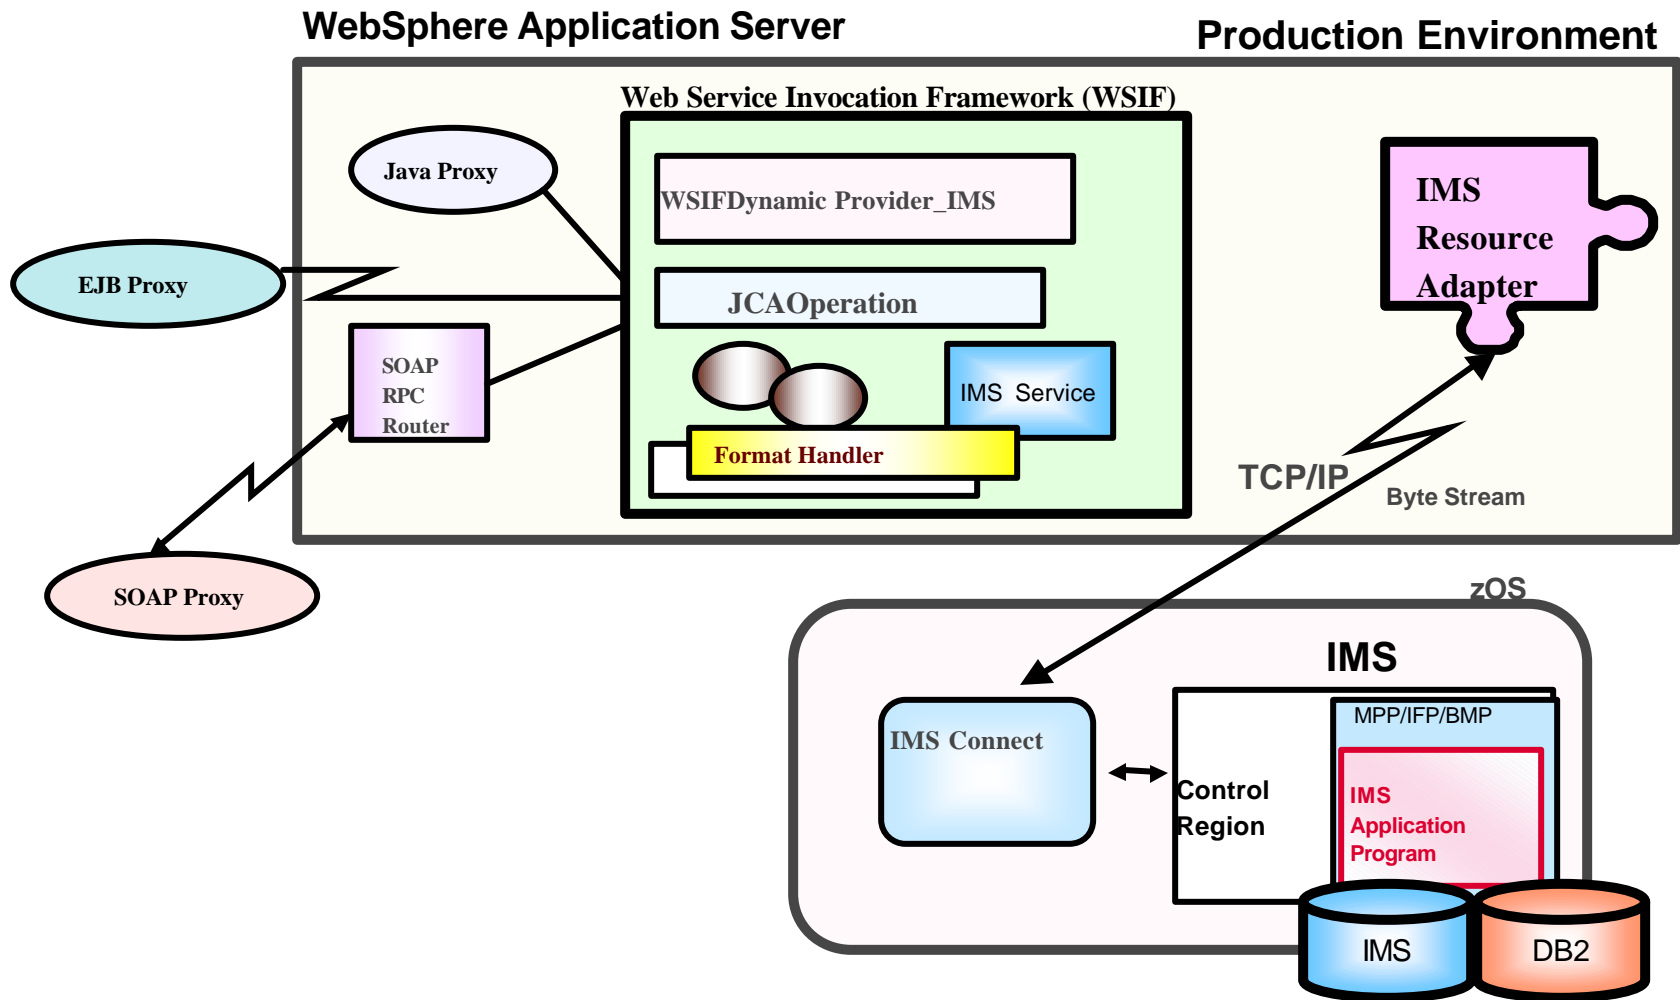 WebSphere Application Server
Production Environment
Web Service Invocation Framework (WSIF)
Java Proxy
WSIFDynamic Provider_IMS
IMS
Resource
Adapter
EJB Proxy
JCAOperation
SOAP
RPC
Router
IMS Service
Format Handler
TCP/IP
Byte Stream
SOAP Proxy
zOS
IMS
MPP/IFP/BMP
IMS Connect
Control
Region
IMS
Application
Program
IMS
DB2